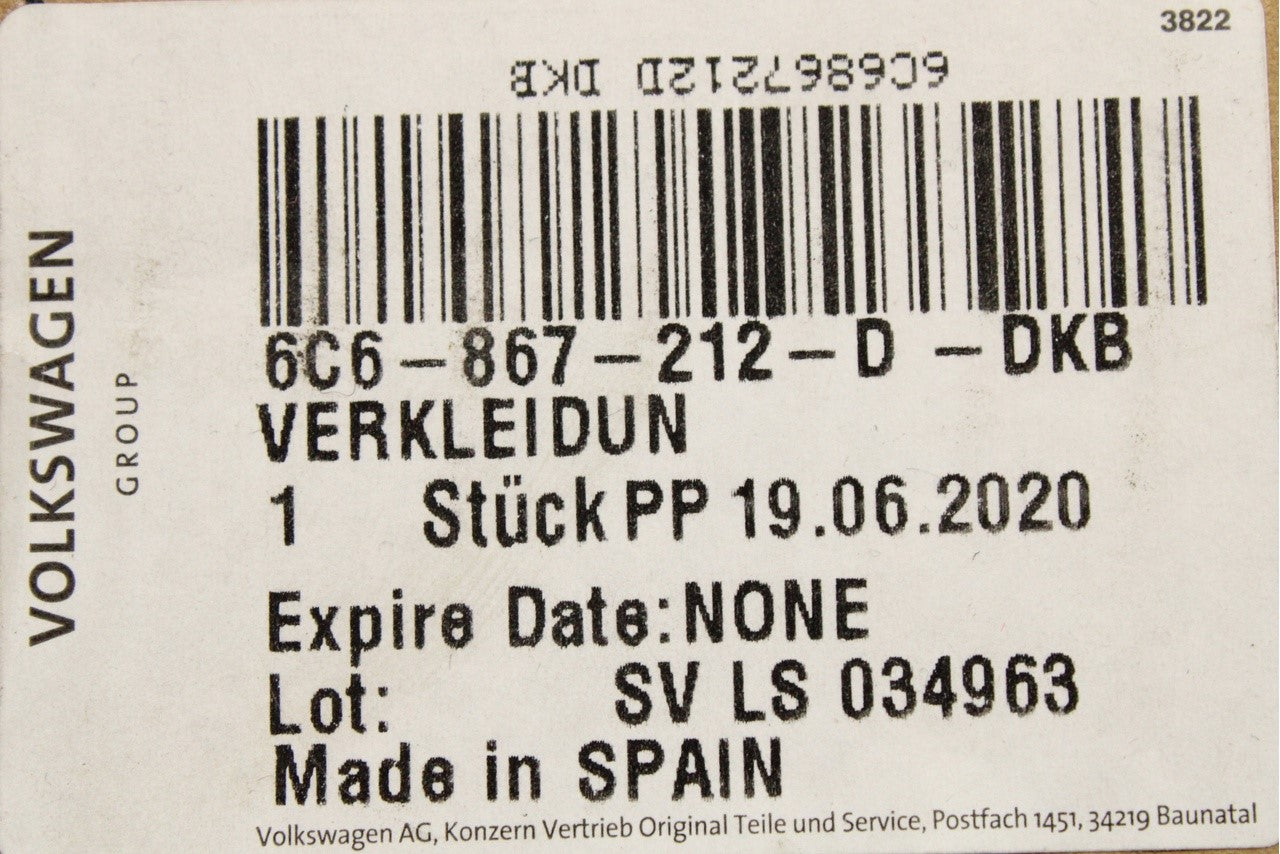 3822
6C6867212D DKB
6C6-867-212-D -DKB
VERKLEIDUN
1 Stück PP 19.06.2020
Expire Date:NONE
Lot: SV LS 034963
Made in SPAIN
Volkswagen AG, Konzern Vertrieb Original Teile und Service, Postfach 1451, 34219 Baunatal
VOLKSWAGEN
GROUP